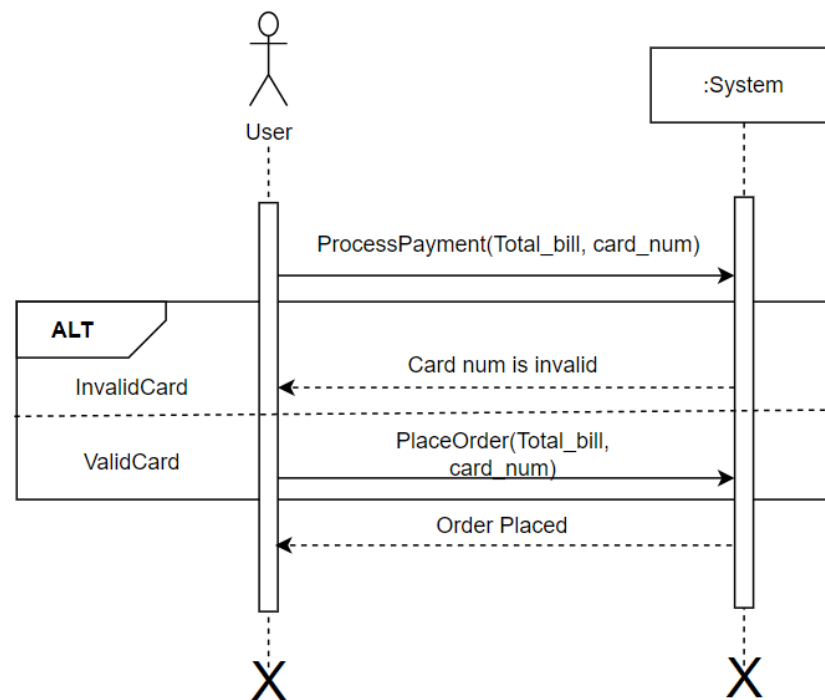 User
:System
ProcessPayment(Total_bill, card_num)
ALT
InvalidCard
Card num is invalid
ValidCard
PlaceOrder(Total_bill,
card_num)
Order Placed
X
X